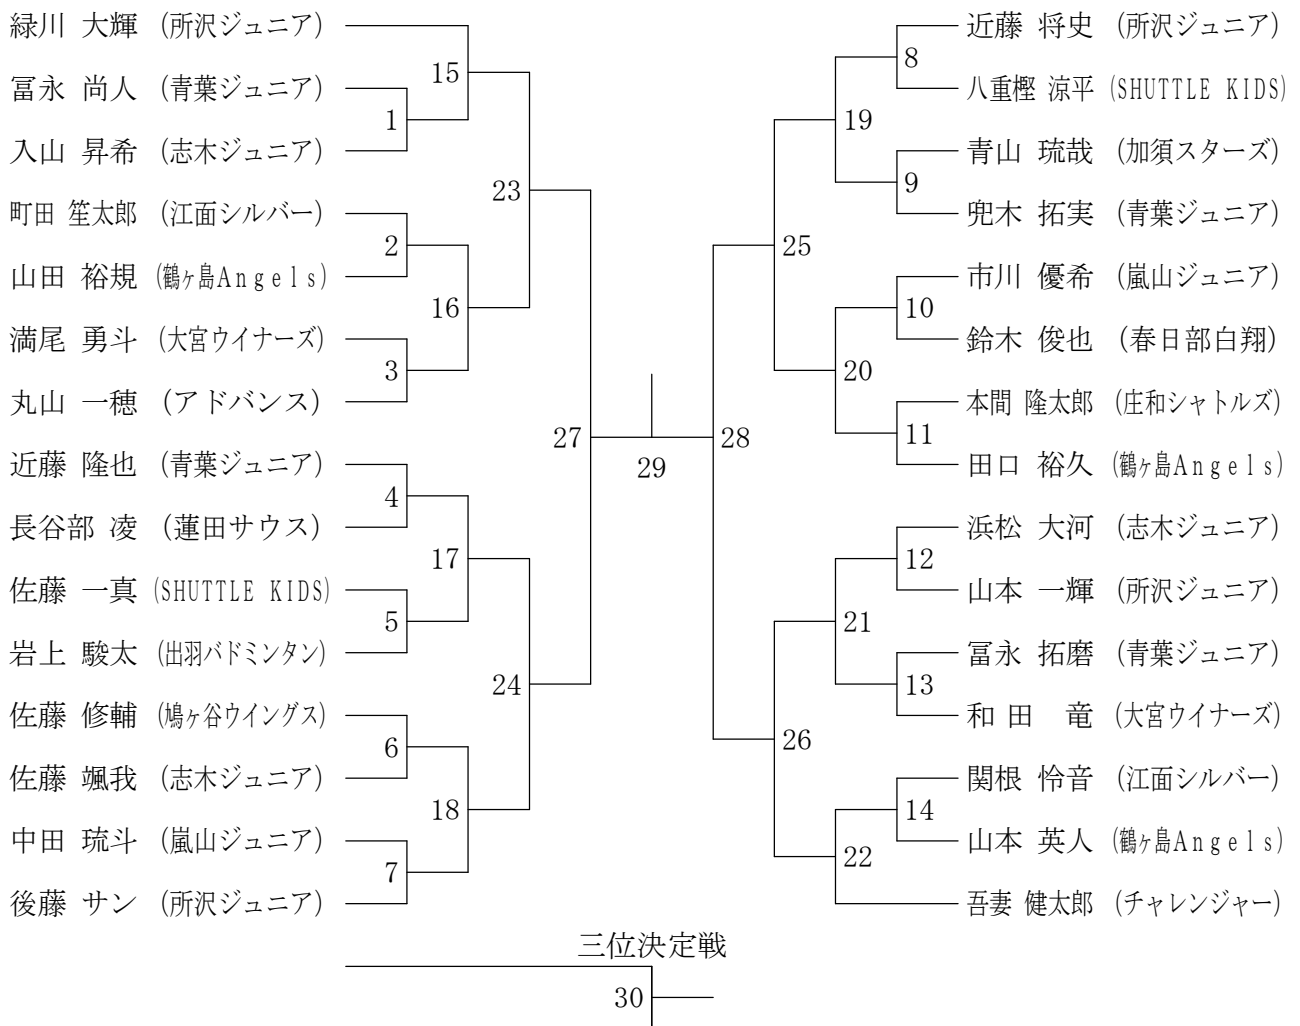 緑川 大輝 (所沢ジュニア)
冨永 尚人 (青葉ジュニア)
入山 昇希 (志木ジュニア)
町田 笙太郎 (江面シルバー)
山田 裕規 (鶴ヶ島Angels)
満尾 勇斗 (大宮ウイナーズ)
丸山 一穂 (アドバンス)
近藤 隆也 (青葉ジュニア)
長谷部 凌 (蓮田サウス)
佐藤 一真 (SHUTTLE KIDS)
岩上 駿太 (出羽バドミンタン)
佐藤 修輔 (鳩ヶ谷ウイングス)
佐藤 颯我 (志木ジュニア)
中田 琉斗 (嵐山ジュニア)
後藤 サン (所沢ジュニア)
1
2
3
4
5
6
7
15
16
17
18
23
24
27
29
28
25
26
19
20
21
22
8
9
10
11
12
13
14
近藤 将史 (所沢ジュニア)
八重樫 涼平 (SHUTTLE KIDS)
青山 琉哉 (加須スターズ)
兜木 拓実 (青葉ジュニア)
市川 優希 (嵐山ジュニア)
鈴木 俊也 (春日部白翔)
本間 隆太郎 (庄和シャトルズ)
田口 裕久 (鶴ヶ島Angels)
浜松 大河 (志木ジュニア)
山本 一輝 (所沢ジュニア)
冨永 拓磨 (青葉ジュニア)
和田 竜 (大宮ウイナーズ)
関根 怜音 (江面シルバー)
山本 英人 (鶴ヶ島Angels)
吾妻 健太郎 (チャレンジャー)
三位決定戦
30